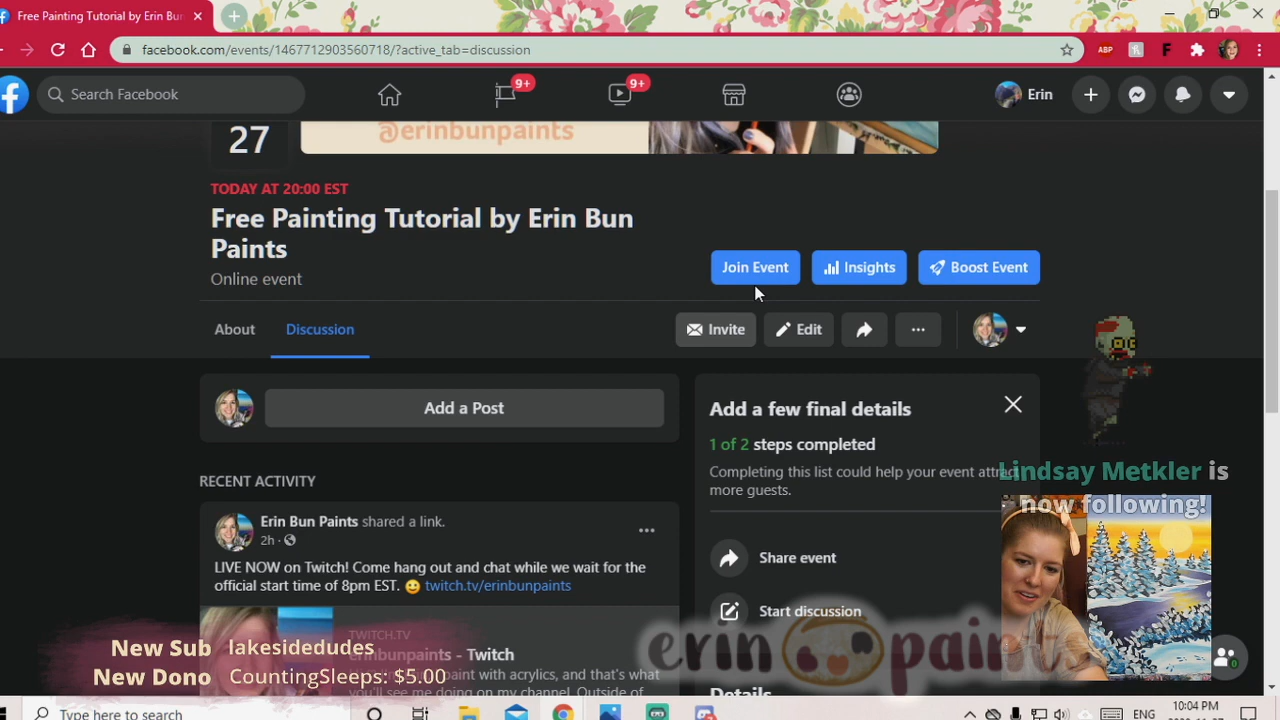 Free Painting Tutorial by Erin Bun
facebook.com/events/1467712903560718/?active_tab=discussion
ABP
F
Search Facebook
9+
9+
Erin
27
@erinbunpaints
TODAY AT 20:00 EST
Free Painting Tutorial by Erin Bun
Paints
Online event
Join Event
Insights
Boost Event
About
Discussion
Invite
Edit
Add a Post
Add a few final details
1 of 2 steps completed
Completing this list could help your event attract
more guests.
Lindsay Metkler is
now following!
RECENT ACTIVITY
Erin Bun Paints shared a link.
2h
LIVE NOW on Twitch! Come hang out and chat while we wait for the
official start time of 8pm EST. twitch.tv/erinbunpaints
Share event
Start discussion
TWITCH.TV
erinbunpaints - Twitch
paint with acrylics, and that's what
you'll see me doing on my channel. Outside of
New Sub lakesidedudes
New Dono CountingSleeps: $5.00
erin paint
Details
0
Type here to search
ENG
10:04 PM